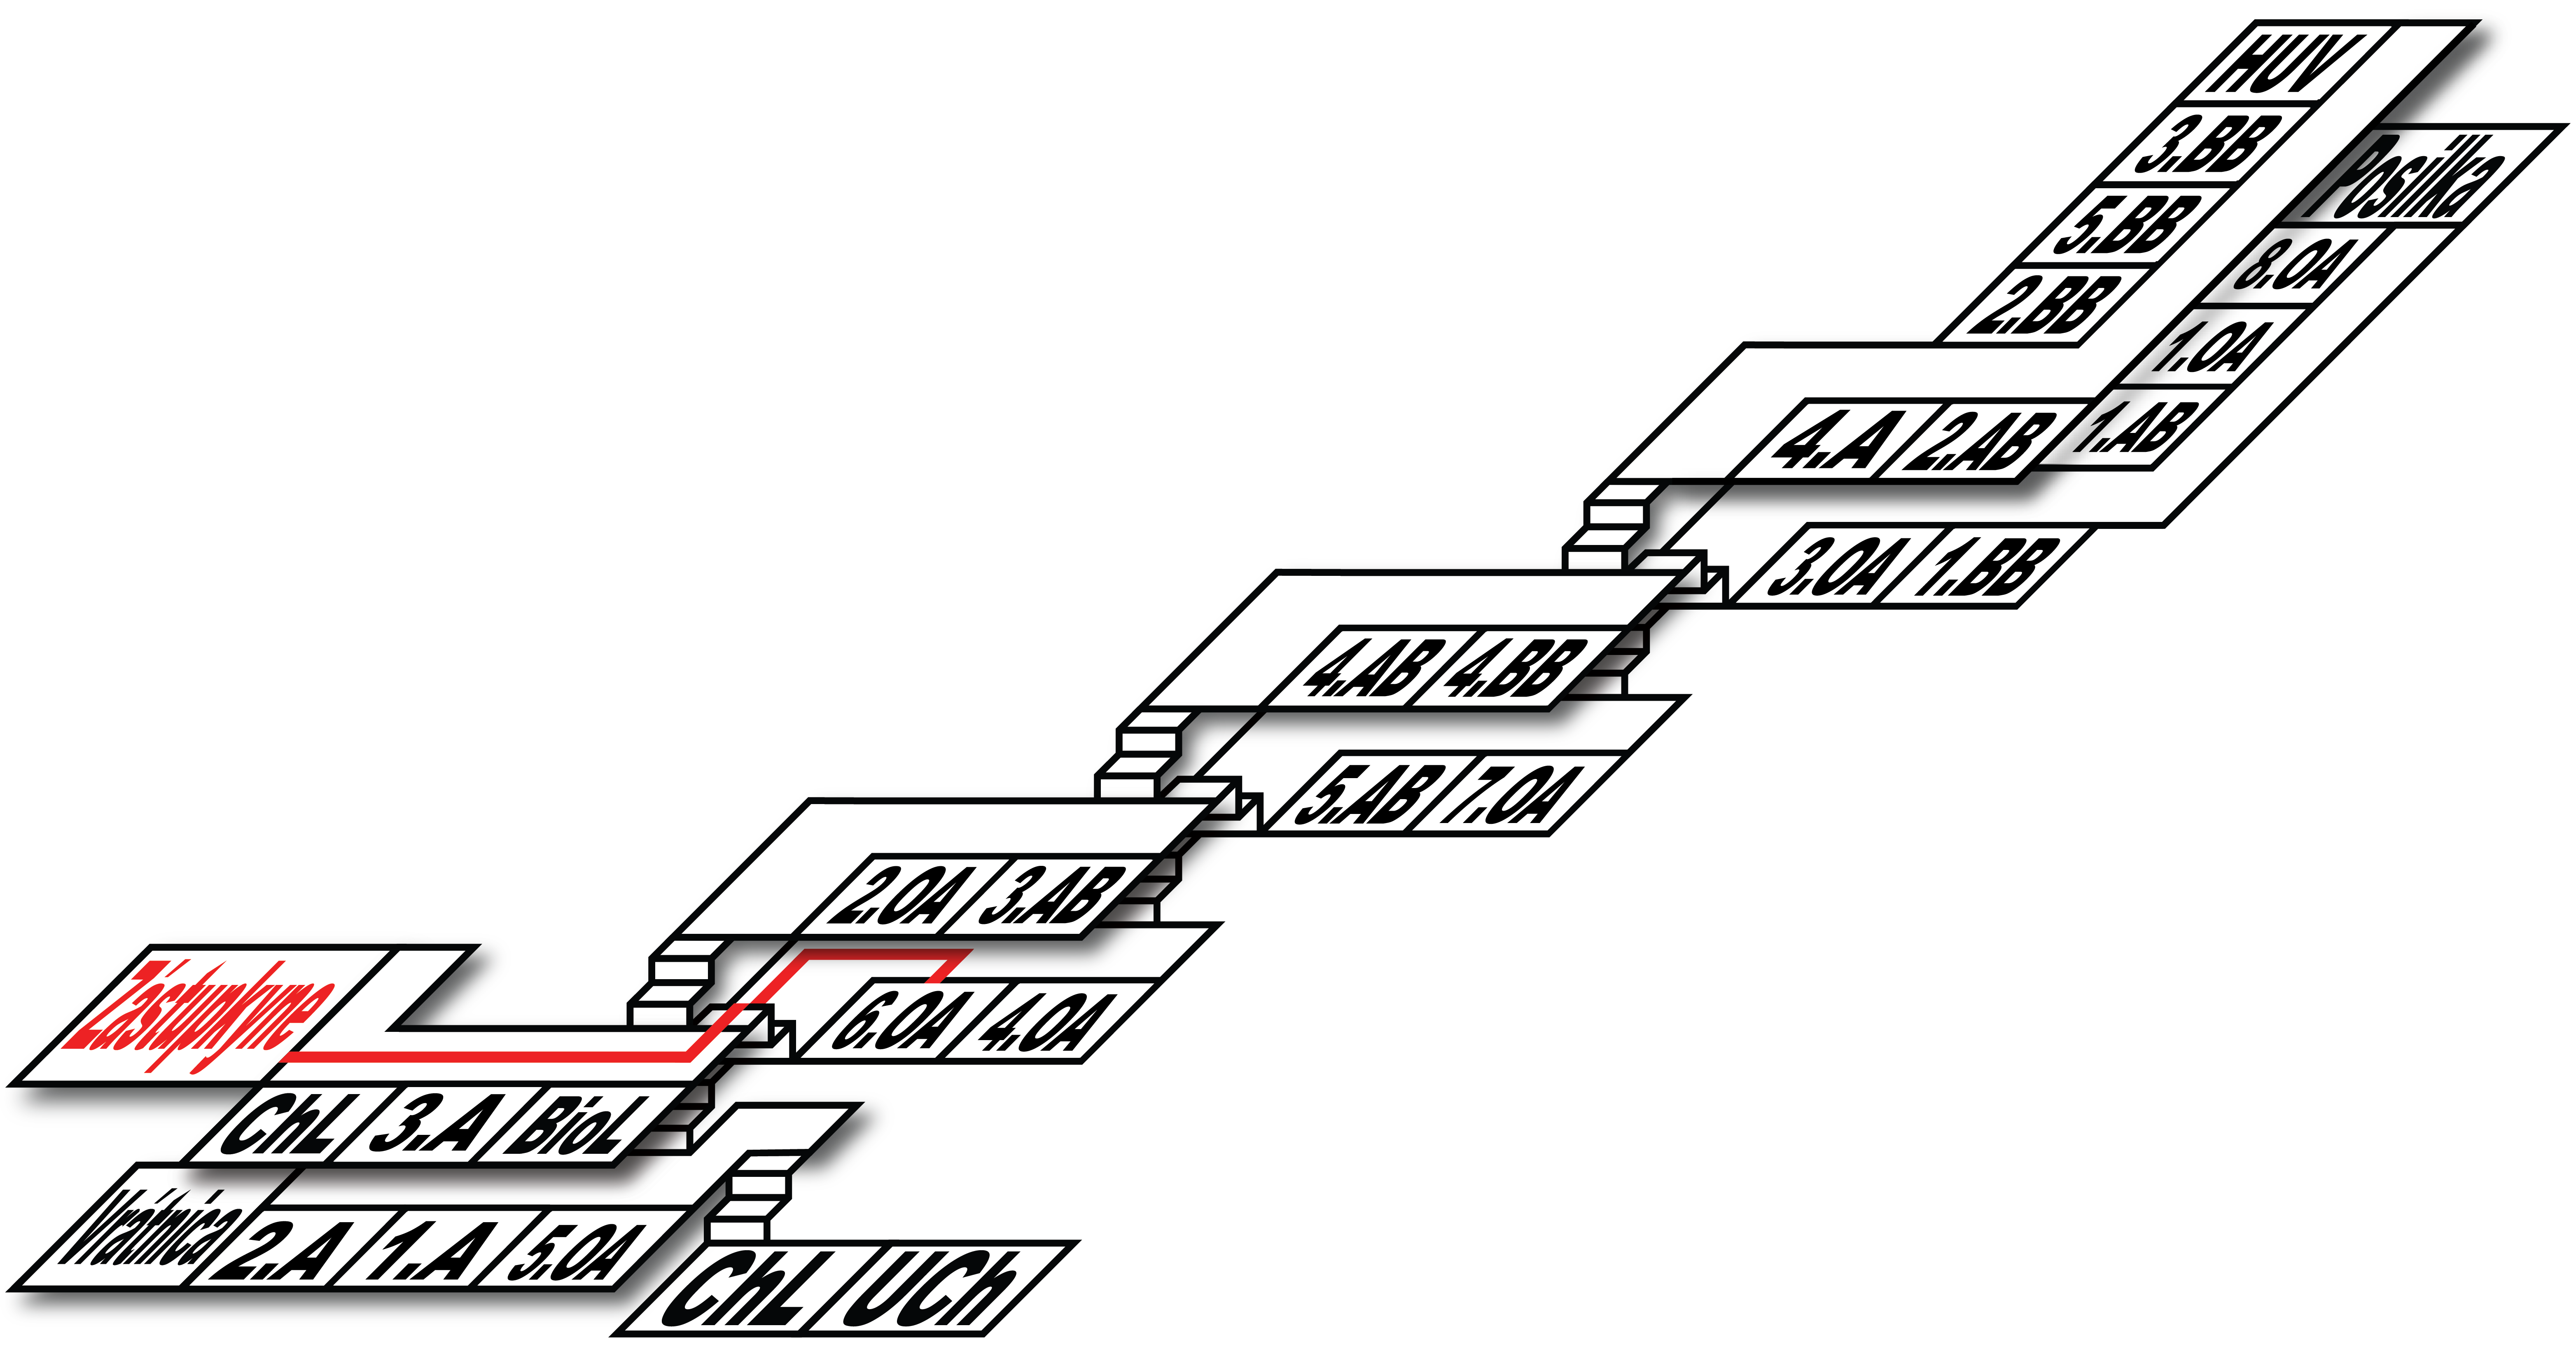 HUV
3.BB
Posilka
5.BB
8.OA
2.BB
1.OA
4.A 2.AB 1.AB
3.OA 1.BB
4.AB 4.BB
5.AB 7.OA
2.OA 3.AB
Zástupkyne
6.OA 4.OA
ChL 3.A BioL
Vrátnica 2.A 1.A 5.OA
ChL UCh